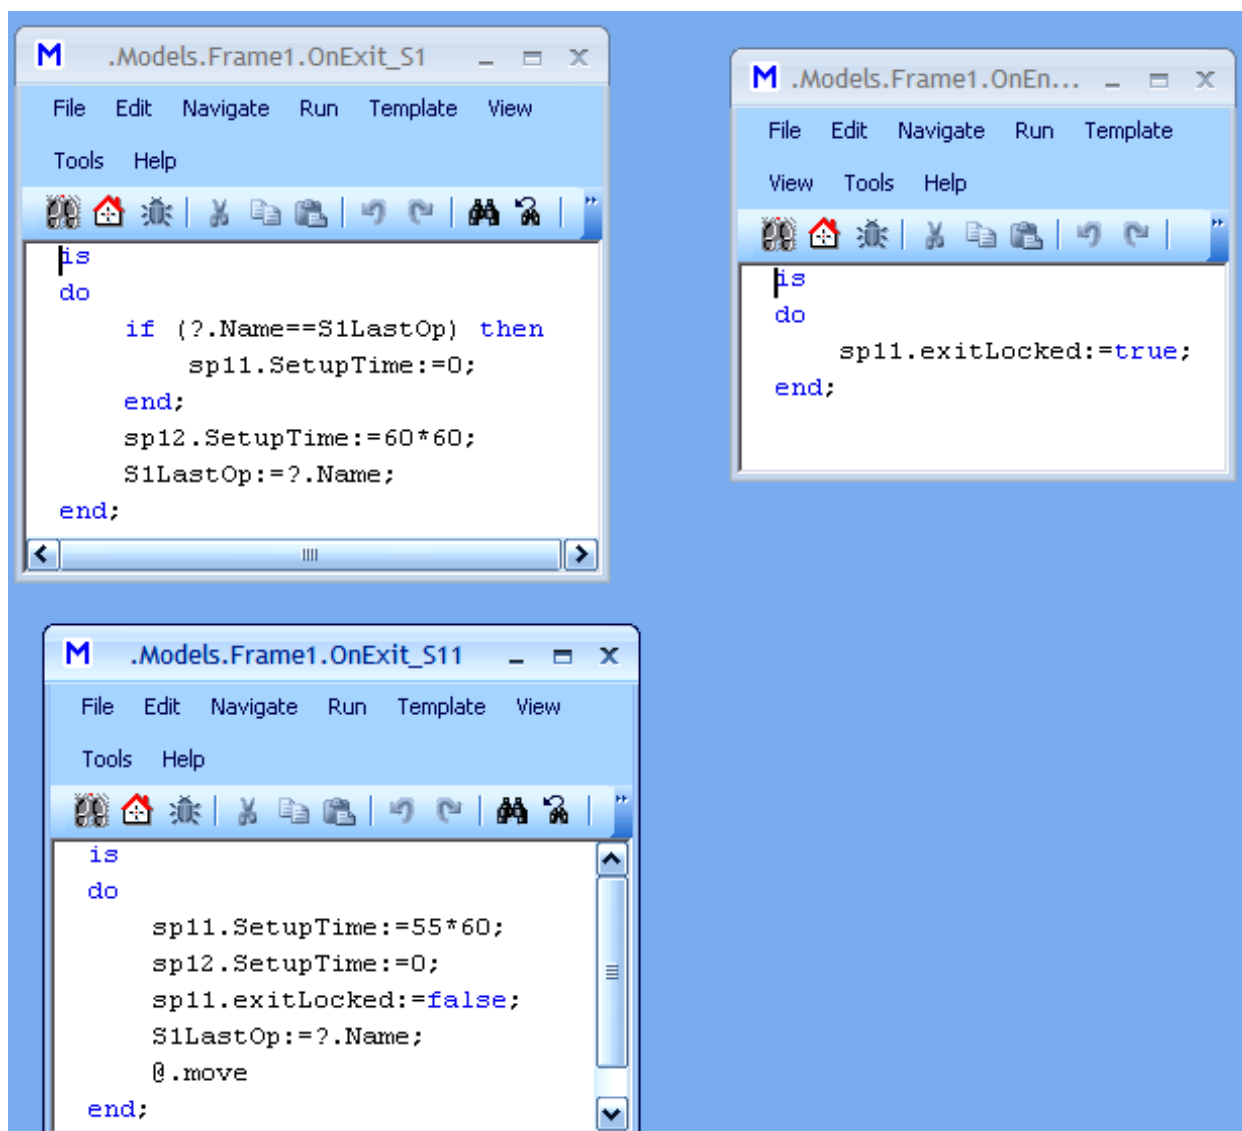 M .Models.Frame1.OnExit_S1
File Edit Navigate Run Template View
Tools Help
is
do
if (?.Name==S1LastOp) then
sp11.SetupTime:=0;
end;
sp12.SetupTime:=60*60;
S1LastOp:=?.Name;
end;
M .Models.Frame1.OnEn...
File Edit Navigate Run Template
View Tools Help
is
do
sp11.exitLocked:=true;
end;
M .Models.Frame1.OnExit_S11
File Edit Navigate Run Template View
Tools Help
is
do
sp11.SetupTime:=55*60;
sp12.SetupTime:=0;
sp11.exitLocked:=false;
S1LastOp:=?.Name;
@.move
end;